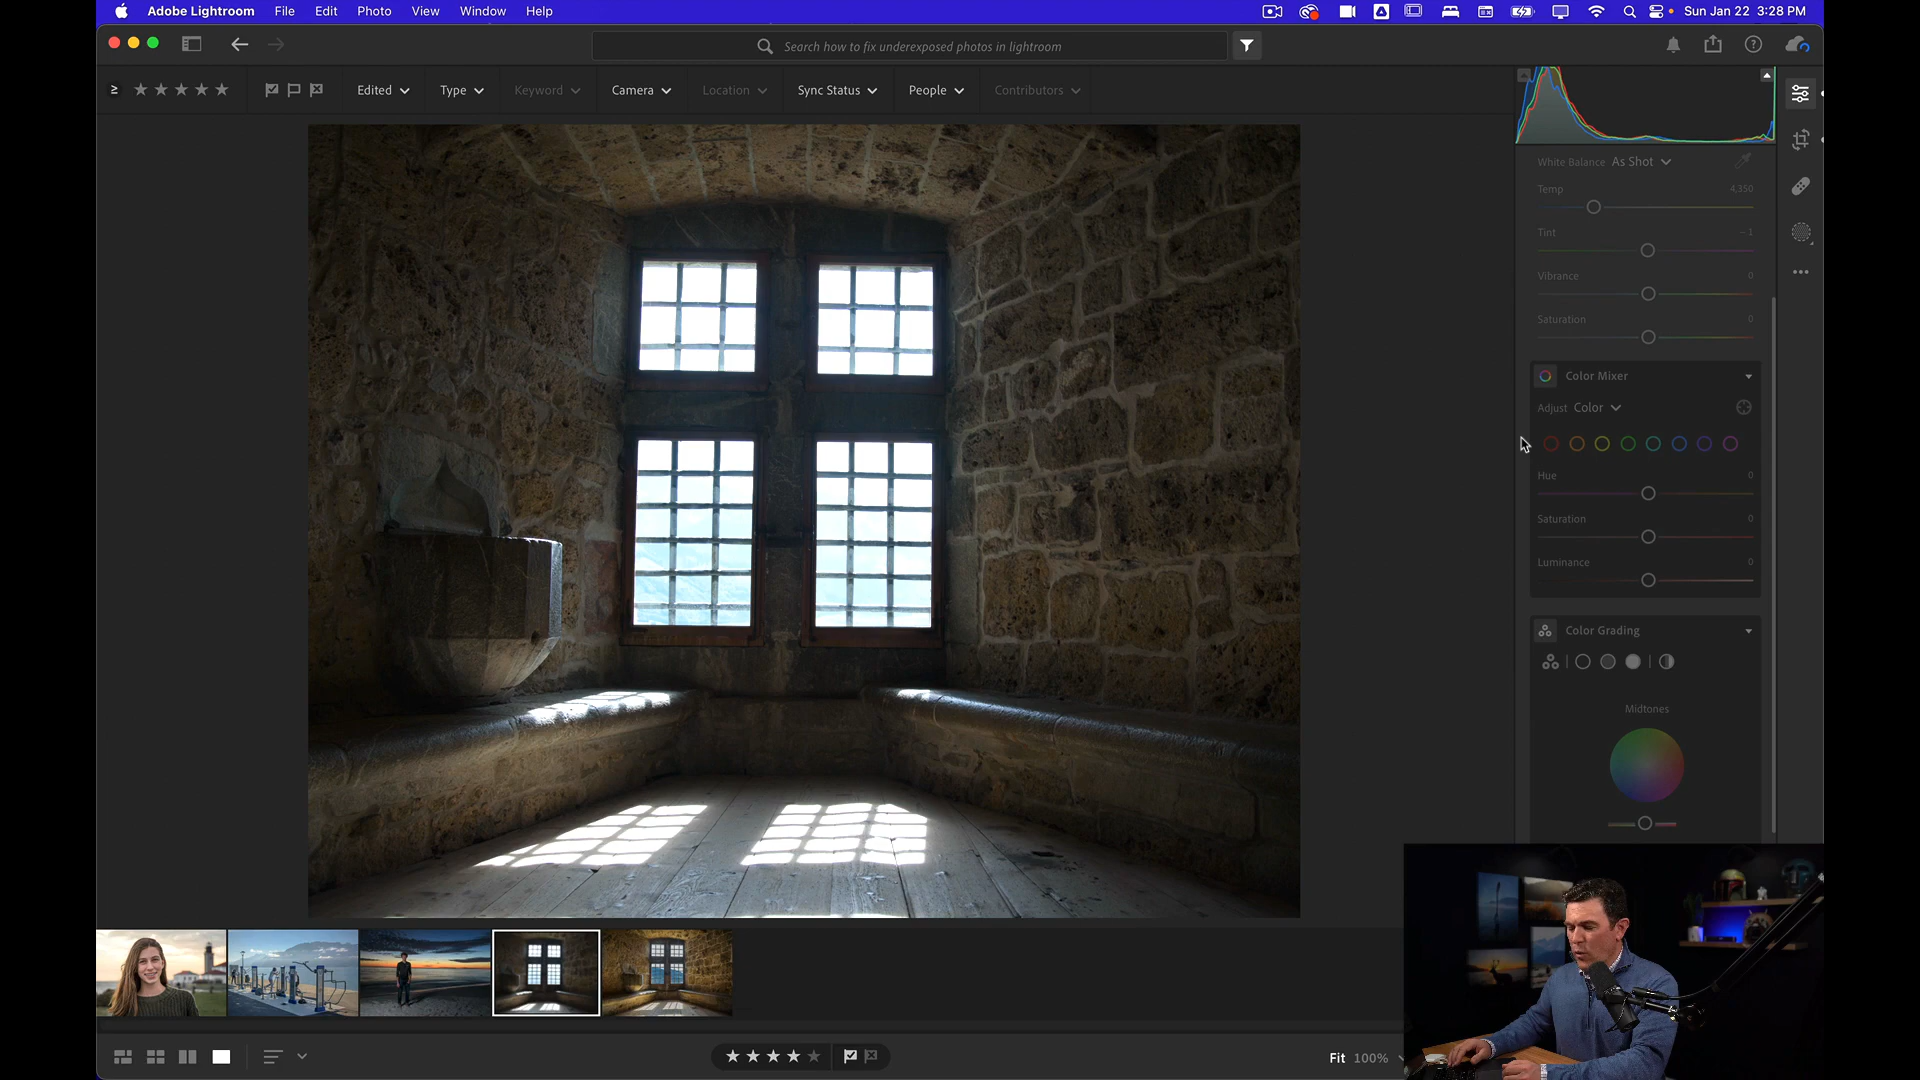 Adobe Lightroom File Edit Photo View Window Help Sun Jan 22 3:28 PM
Search how to fix underexposed photos in lightroom
≥ Edited Type Keyword Camera Location Sync Status People Contributors
White Balance As Shot
Temp 4,350
Tint −1
Vibrance 0
Saturation 0
Color Mixer
Adjust Color
Hue 0
Saturation 0
Luminance 0
Color Grading
Midtones
Fit 100%